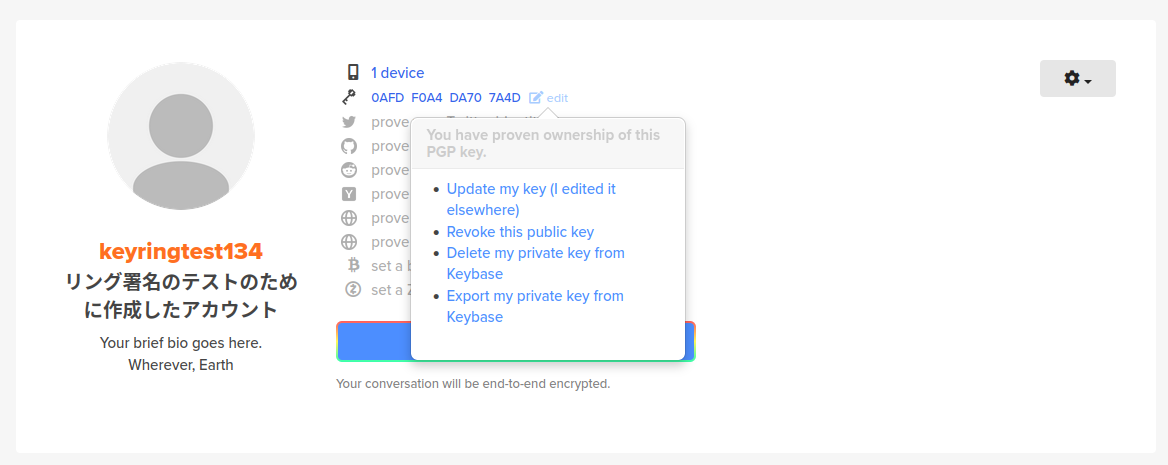 1 device
0AFD F0A4 DA70 7A4D edit
prove
prove
prove
Y prove
prove
prove
set a
set a
You have proven ownership of this
PGP key.
Update my key (I edited it
elsewhere)
Revoke this public key
Delete my private key from
Keybase
Export my private key from
Keybase
keyringtest134
リング署名のテストのため
に作成したアカウント
Your brief bio goes here.
Wherever, Earth
Your conversation will be end-to-end encrypted.